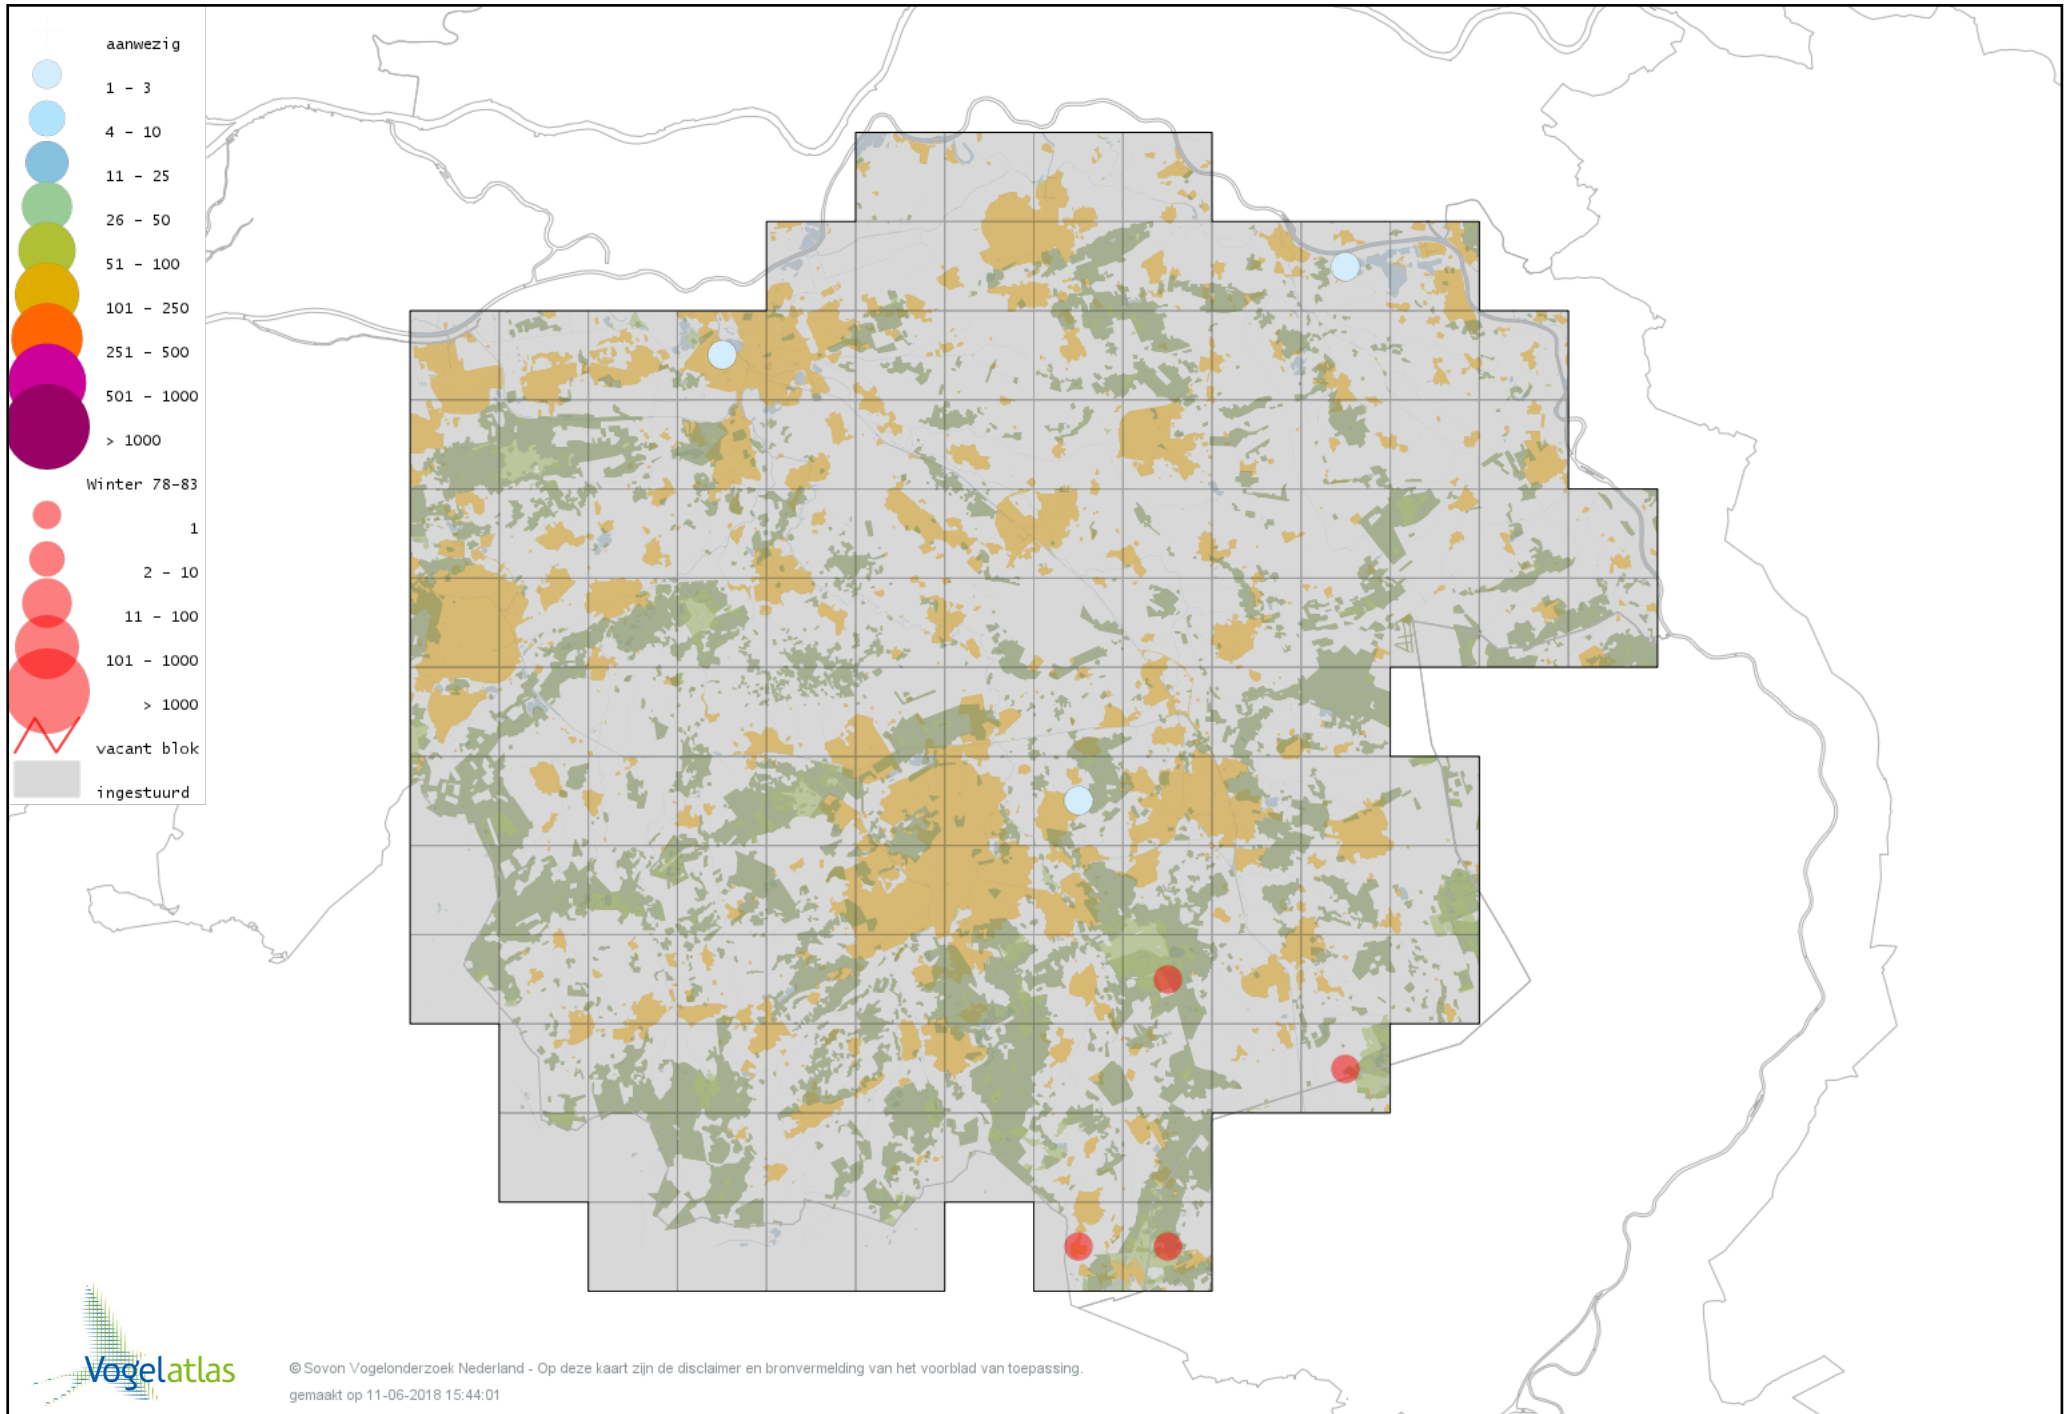 aanwezig
1 - 3
4 - 10
11 - 25
26 - 50
51 - 100
101 - 250
251 - 500
501 - 1000
> 1000
Winter 78-83
1
2 - 10
11 - 100
101 - 1000
> 1000
vacant blok
ingestuurd
Vogelatlas
© Sovon Vogelonderzoek Nederland - Op deze kaart zijn de disclaimer en bronvermelding van het voorblad van toepassing.
gemaakt op 11-06-2018 15:44:01